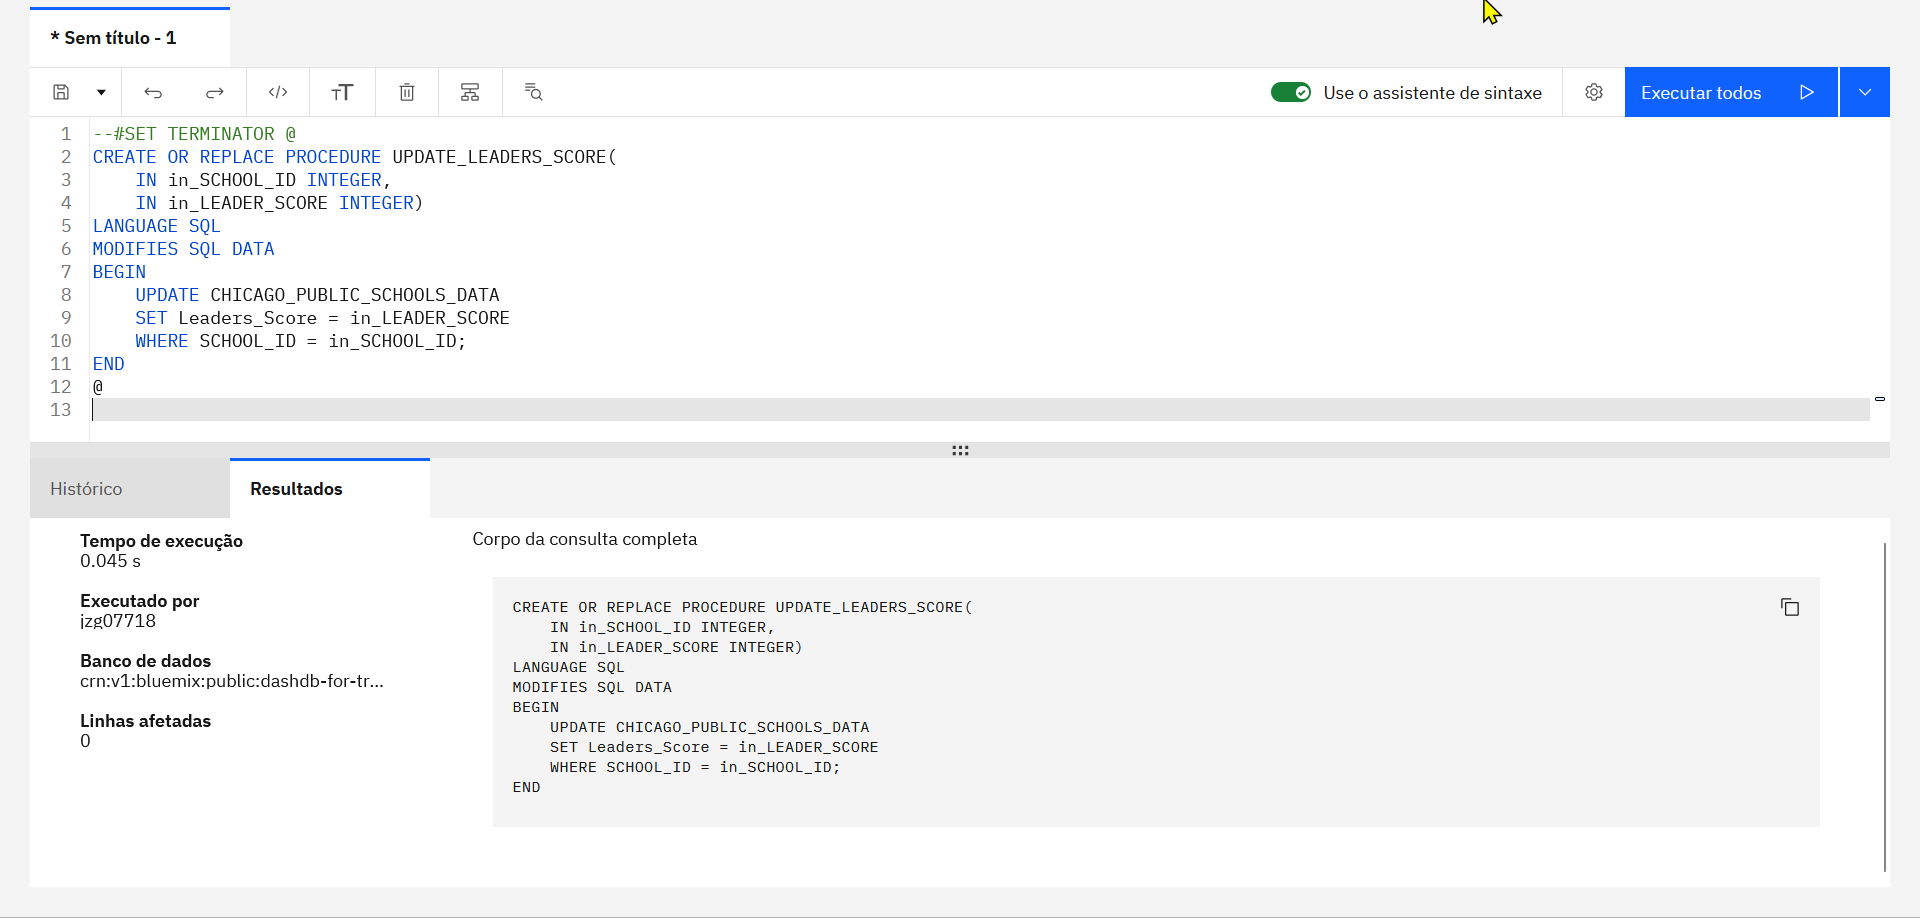 * Sem título - 1
Use o assistente de sintaxe
Executar todos
1 --#SET TERMINATOR @
2 CREATE OR REPLACE PROCEDURE UPDATE_LEADERS_SCORE(
3     IN in_SCHOOL_ID INTEGER,
4     IN in_LEADER_SCORE INTEGER)
5 LANGUAGE SQL
6 MODIFIES SQL DATA
7 BEGIN
8     UPDATE CHICAGO_PUBLIC_SCHOOLS_DATA
9     SET Leaders_Score = in_LEADER_SCORE
10     WHERE SCHOOL_ID = in_SCHOOL_ID;
11 END
12 @
13
Histórico
Resultados
Tempo de execução
0.045 s
Executado por
jzg07718
Banco de dados
crn:v1:bluemix:public:dashdb-for-tr...
Linhas afetadas
0
Corpo da consulta completa
CREATE OR REPLACE PROCEDURE UPDATE_LEADERS_SCORE(
    IN in_SCHOOL_ID INTEGER,
    IN in_LEADER_SCORE INTEGER)
LANGUAGE SQL
MODIFIES SQL DATA
BEGIN
    UPDATE CHICAGO_PUBLIC_SCHOOLS_DATA
    SET Leaders_Score = in_LEADER_SCORE
    WHERE SCHOOL_ID = in_SCHOOL_ID;
END